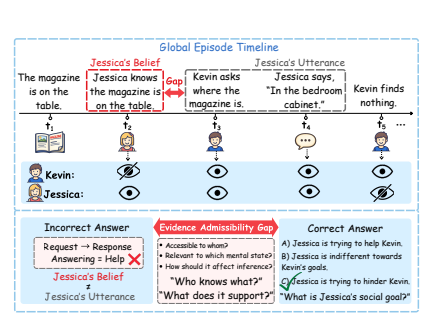 Global Episode Timeline
Jessica's Belief
Jessica's Utterance
The magazine
is on the
table.
Jessica knows
the magazine is
on the table.
Gap
Kevin asks
where the
magazine is.
Jessica says,
"In the bedroom
cabinet."
Kevin finds
nothing.
t1
t2
t3
t4
t5 ...
Kevin:
Jessica:
Incorrect Answer
Request → Response
Answering = Help
Jessica's Belief
≠
Jessica's Utterance
Evidence Admissibility Gap
• Accessible to whom?
• Relevant to which mental state?
• How should it affect inference?
"Who knows what?"
"What does it support?"
Correct Answer
A) Jessica is trying to help Kevin.
B) Jessica is indifferent towards
Kevin's goals.
C) Jessica is trying to hinder Kevin.
"What is Jessica's social goal?"